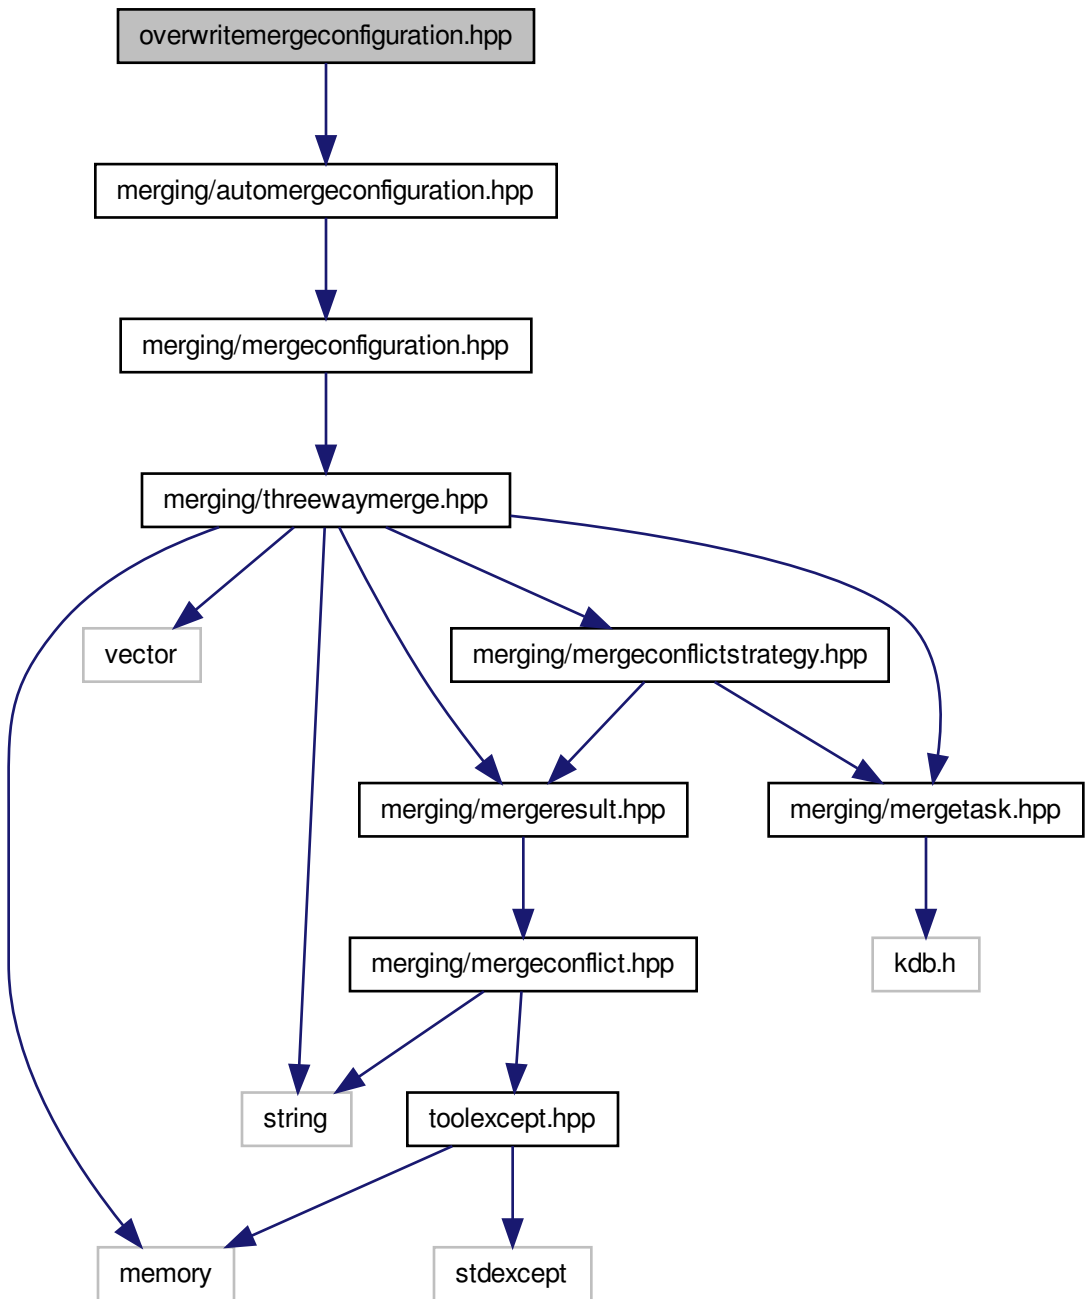 overwritemergeconfiguration.hpp
merging/automergeconfiguration.hpp
merging/mergeconfiguration.hpp
merging/threewaymerge.hpp
vector
merging/mergeconflictstrategy.hpp
merging/mergeresult.hpp
merging/mergetask.hpp
merging/mergeconflict.hpp
kdb.h
string
toolexcept.hpp
memory
stdexcept